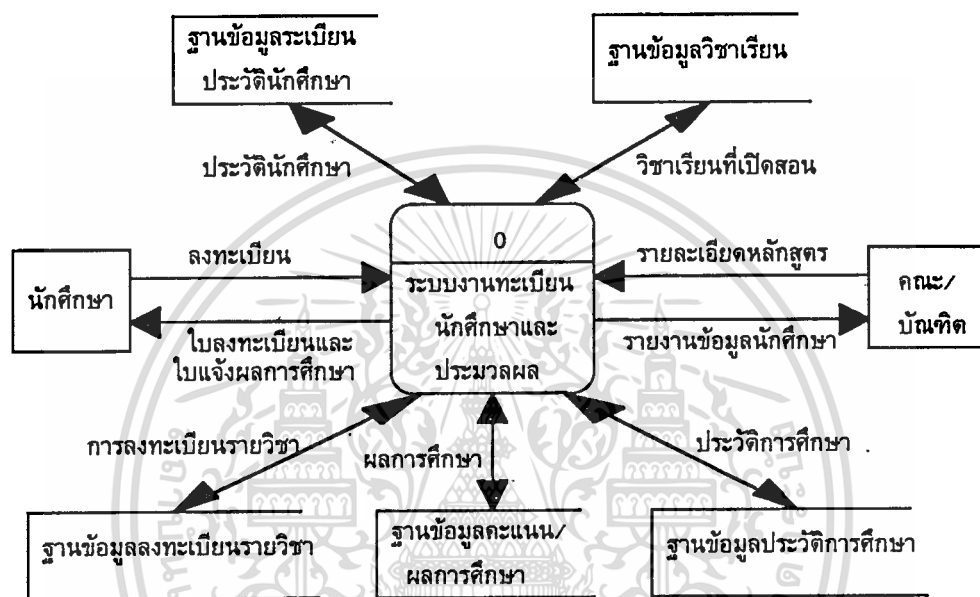 ฐานข้อมูลระเบียน
ประวัตินักศึกษา
ฐานข้อมูลวิชาเรียน
ประวัตินักศึกษา
วิชาเรียนที่เปิดสอน
0
ระบบงานทะเบียน
นักศึกษาและ
ประมวลผล
นักศึกษา
ลงทะเบียน
ใบลงทะเบียนและ
ใบแจ้งผลการศึกษา
รายละเอียดหลักสูตร
รายงานข้อมูลนักศึกษา
คณะ/
บัณฑิต
การลงทะเบียนรายวิชา
ผลการศึกษา
ประวัติการศึกษา
ฐานข้อมูลลงทะเบียนรายวิชา
ฐานข้อมูลคะแนน/
ผลการศึกษา
ฐานข้อมูลประวัติการศึกษา